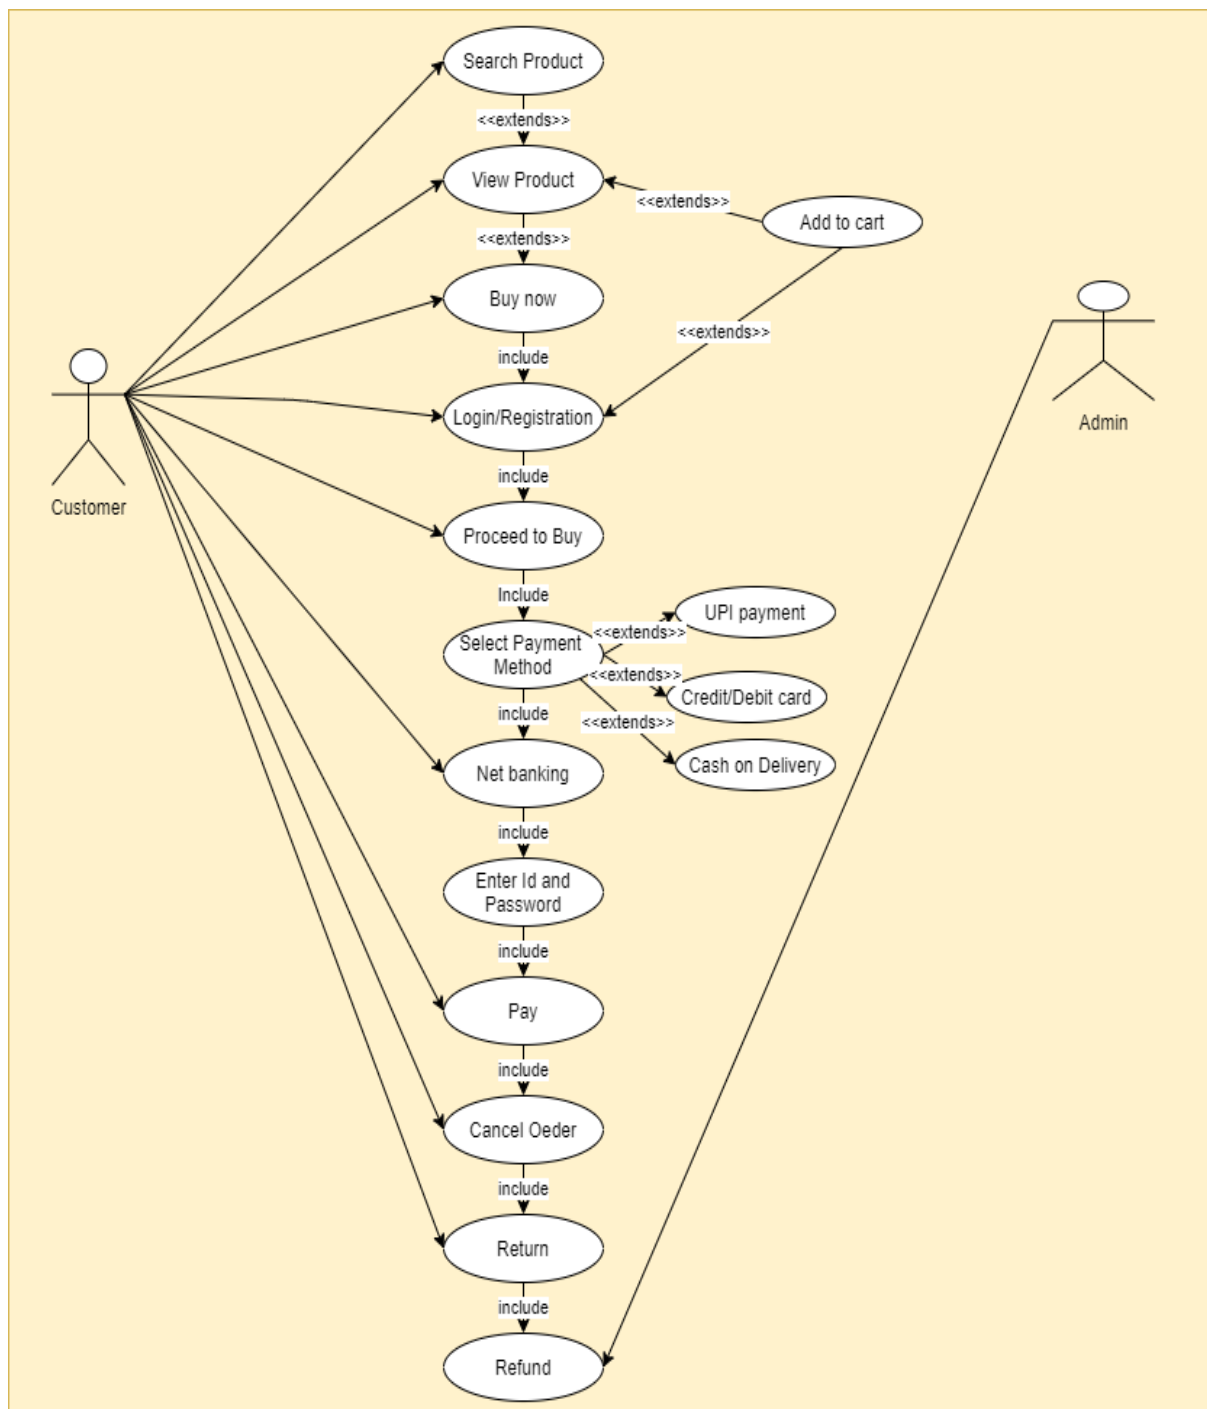 Search Product
<<extends>>
View Product
<<extends>>
Add to cart
<<extends>>
Buy now
<<extends>>
include
Login/Registration
Customer
Admin
include
Proceed to Buy
Include
UPI payment
<<extends>>
Select Payment
Method
<<extends>>
Credit/Debit card
include
<<extends>>
Net banking
Cash on Delivery
include
Enter Id and
Password
include
Pay
include
Cancel Oeder
include
Return
include
Refund